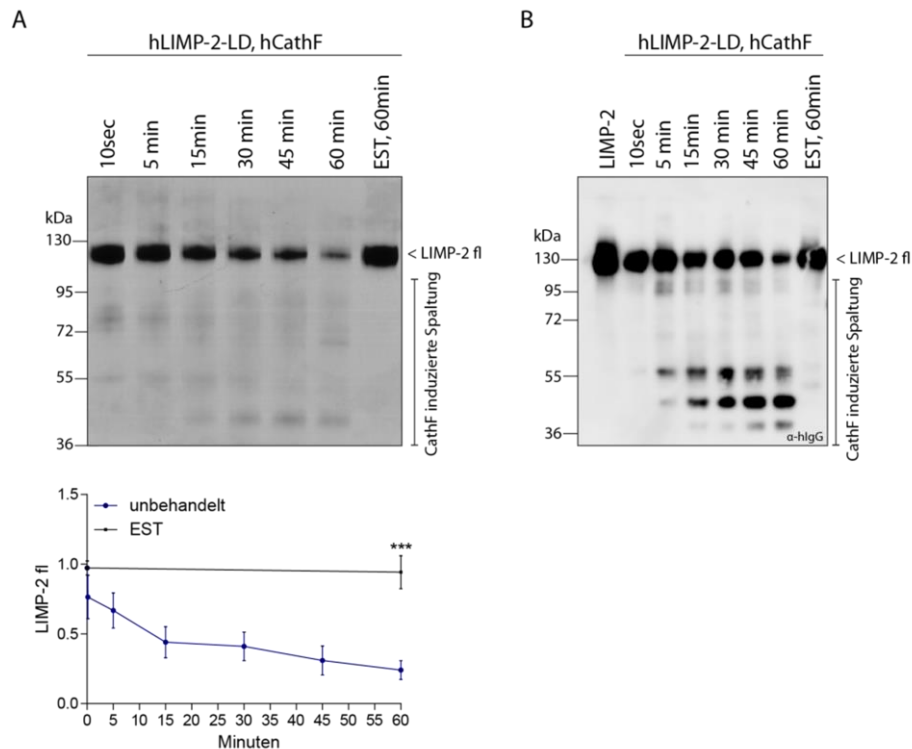 A
hLIMP-2-LD, hCathF
10sec
5 min
15min
30 min
45 min
60 min
EST, 60min
kDa
130
95
72
55
36
< LIMP-2 fl
CathF induzierte Spaltung
1.5
1.0
0.5
0.0
LIMP-2 fl
unbehandelt
EST
***
0 5 10 15 20 25 30 35 40 45 50 55 60
Minuten
B
hLIMP-2-LD, hCathF
LIMP-2
10sec
5 min
15min
30 min
45 min
60 min
EST, 60min
kDa
130
95
72
55
36
< LIMP-2 fl
CathF induzierte Spaltung
α-hIgG